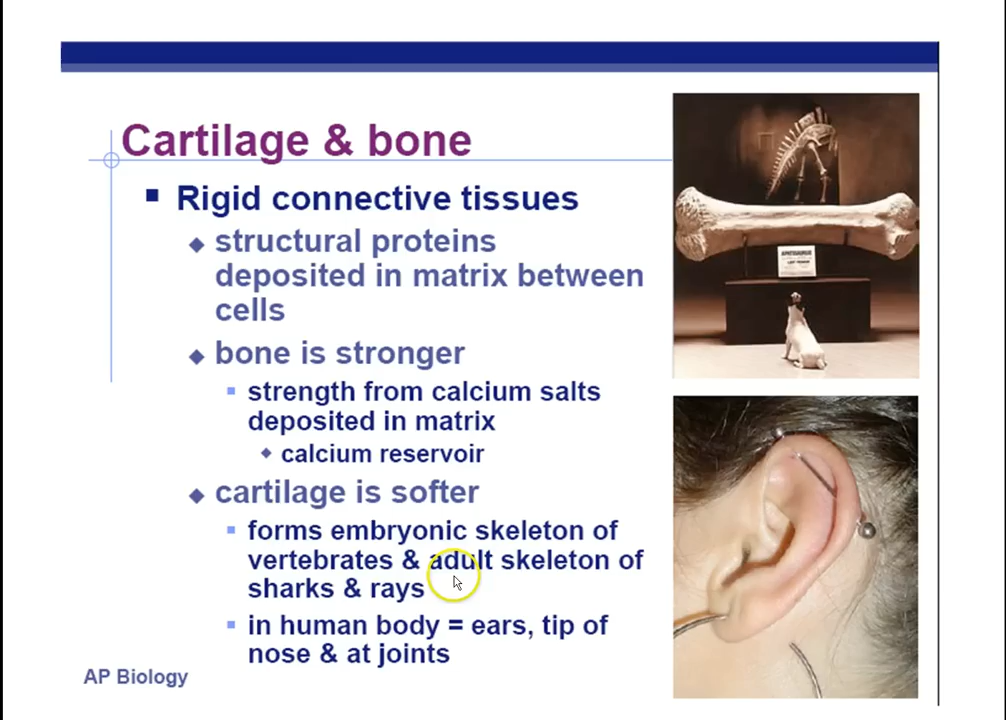 Cartilage & bone
Rigid connective tissues
structural proteins
deposited in matrix between
cells
bone is stronger
strength from calcium salts
deposited in matrix
calcium reservoir
cartilage is softer
forms embryonic skeleton of
vertebrates & adult skeleton of
sharks & rays
in human body = ears, tip of
nose & at joints
AP Biology